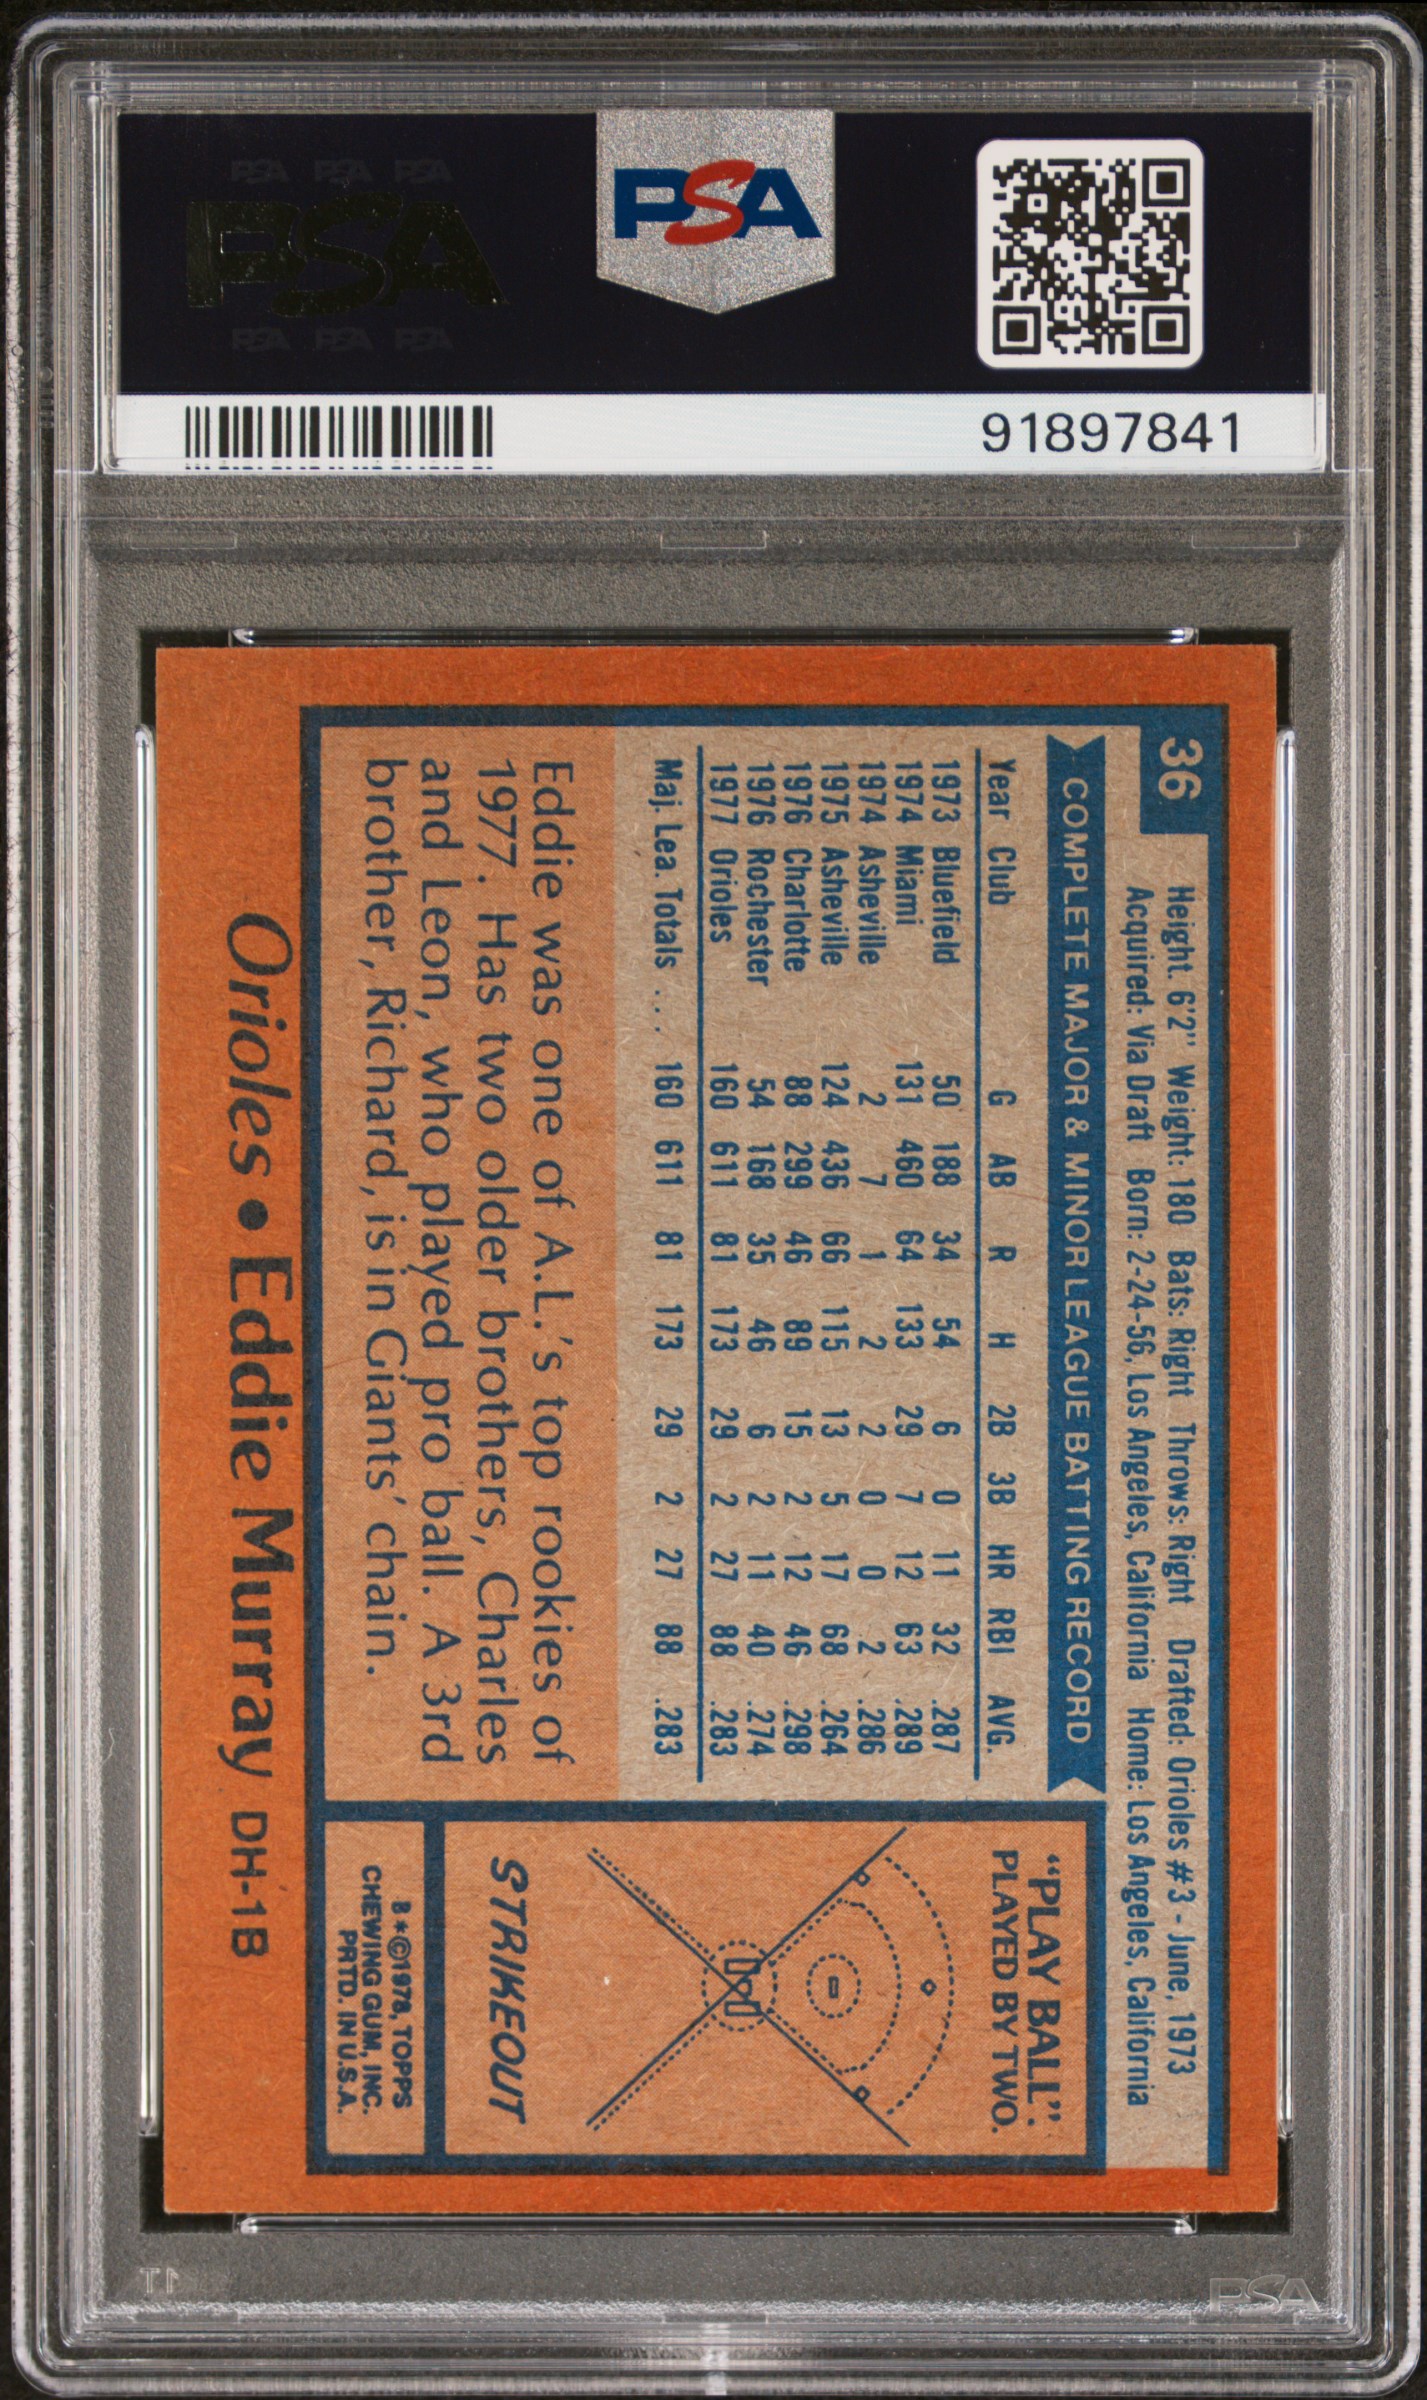 PSA PSA PSA
PSA
PSA PSA PSA
PSA
91897841
36
Height. 6'2" Weight: 180 Bats: Right Throws: Right Drafted: Orioles #3 - June, 1973
Acquired: Via Draft Born: 2-24-56, Los Angeles, California Home: Los Angeles, California
COMPLETE MAJOR & MINOR LEAGUE BATTING RECORD
Year Club G AB R H 2B 3B HR RBI AVG.
1973 Bluefield 50 188 34 54 6 0 11 32 .287
1974 Miami 131 460 64 133 29 7 12 63 .289
1974 Asheville 2 7 1 2 2 0 0 2 .286
1975 Asheville 124 436 66 115 13 5 17 68 .264
1976 Charlotte 88 299 46 89 15 2 12 46 .298
1976 Rochester 54 168 35 46 6 2 11 40 .274
1977 Orioles 160 611 81 173 29 2 27 88 .283
Maj. Lea. Totals . . . 160 611 81 173 29 2 27 88 .283
Eddie was one of A.L.'s top rookies of
1977. Has two older brothers, Charles
and Leon, who played pro ball. A 3rd
brother, Richard, is in Giants' chain.
"PLAY BALL".
PLAYED BY TWO.
STRIKEOUT
B*©1978, TOPPS
CHEWING GUM, INC.
PRTD. IN U.S.A.
Orioles • Eddie Murray DH-1B
PSA